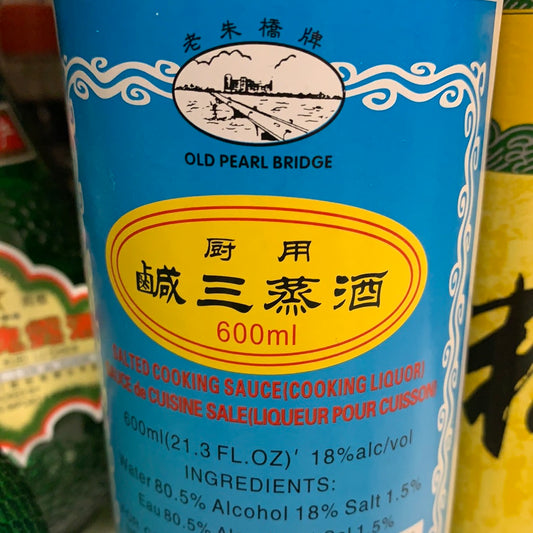 老朱橋牌
OLD PEARL BRIDGE
厨用
鹹三蒸酒
600ml
SALTED COOKING SAUCE(COOKING LIQUOR)
SAUCE de CUISINE SALE(LIQUEUR POUR CUISSON)
600ml(21.3 FL.OZ)' 18%alc/vol
INGREDIENTS:
Water 80.5% Alcohol 18% Salt 1.5%
Eau 80.5% 1.5%